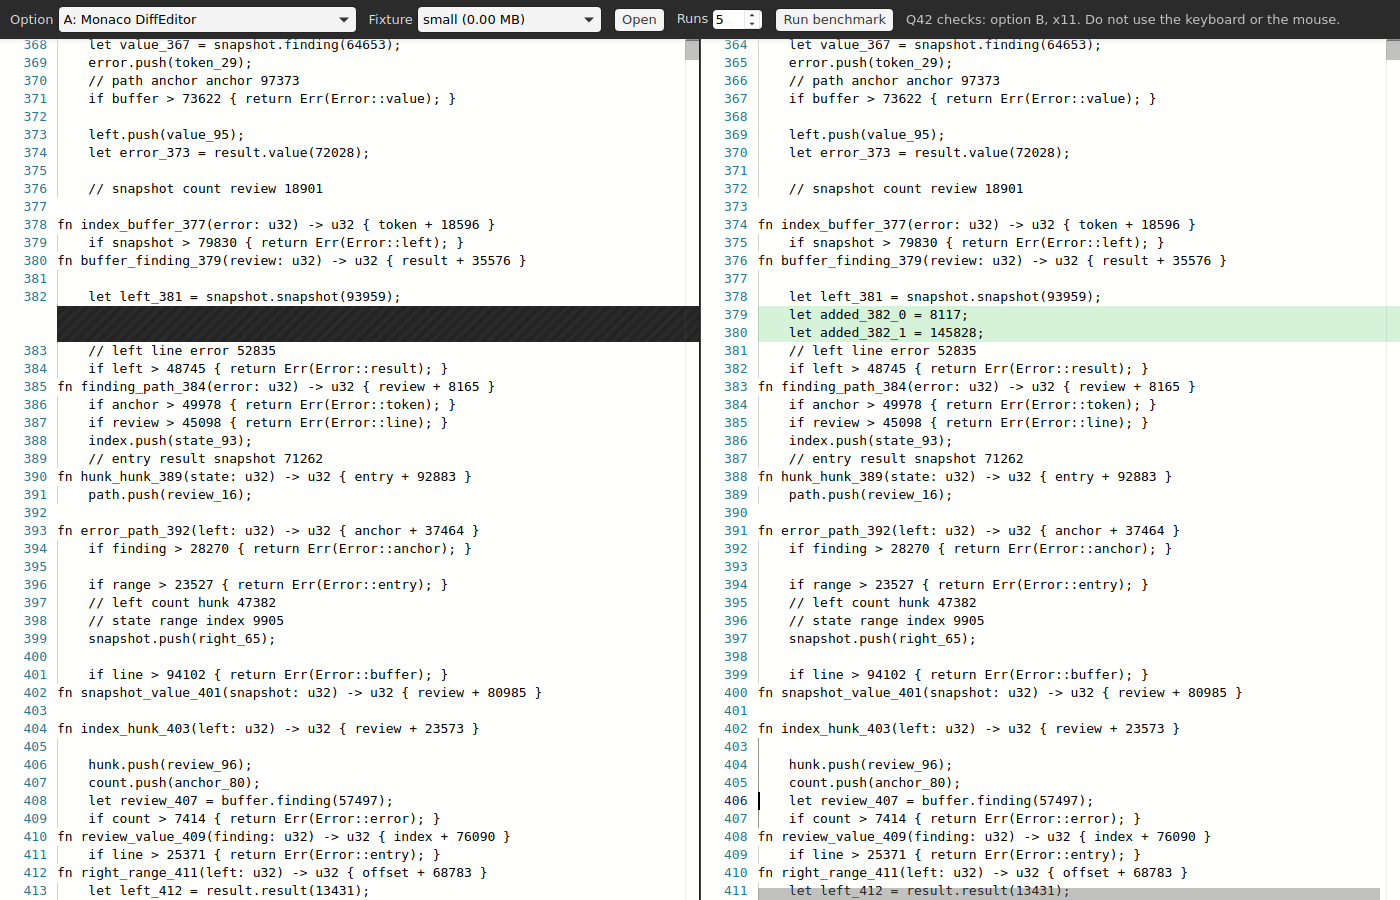 Option A: Monaco DiffEditor Fixture small (0.00 MB) Open Runs 5 Run benchmark Q42 checks: option B, x11. Do not use the keyboard or the mouse.
368 let value_367 = snapshot.finding(64653);
369 error.push(token_29);
370 // path anchor anchor 97373
371 if buffer > 73622 { return Err(Error::value); }
372
373 left.push(value_95);
374 let error_373 = result.value(72028);
375
376 // snapshot count review 18901
377
378 fn index_buffer_377(error: u32) -> u32 { token + 18596 }
379 if snapshot > 79830 { return Err(Error::left); }
380 fn buffer_finding_379(review: u32) -> u32 { result + 35576 }
381
382 let left_381 = snapshot.snapshot(93959);
383 // left line error 52835
384 if left > 48745 { return Err(Error::result); }
385 fn finding_path_384(error: u32) -> u32 { review + 8165 }
386 if anchor > 49978 { return Err(Error::token); }
387 if review > 45098 { return Err(Error::line); }
388 index.push(state_93);
389 // entry result snapshot 71262
390 fn hunk_hunk_389(state: u32) -> u32 { entry + 92883 }
391 path.push(review_16);
392
393 fn error_path_392(left: u32) -> u32 { anchor + 37464 }
394 if finding > 28270 { return Err(Error::anchor); }
395
396 if range > 23527 { return Err(Error::entry); }
397 // left count hunk 47382
398 // state range index 9905
399 snapshot.push(right_65);
400
401 if line > 94102 { return Err(Error::buffer); }
402 fn snapshot_value_401(snapshot: u32) -> u32 { review + 80985 }
403
404 fn index_hunk_403(left: u32) -> u32 { review + 23573 }
405
406 hunk.push(review_96);
407 count.push(anchor_80);
408 let review_407 = buffer.finding(57497);
409 if count > 7414 { return Err(Error::error); }
410 fn review_value_409(finding: u32) -> u32 { index + 76090 }
411 if line > 25371 { return Err(Error::entry); }
412 fn right_range_411(left: u32) -> u32 { offset + 68783 }
413 let left_412 = result.result(13431);
364 let value_367 = snapshot.finding(64653);
365 error.push(token_29);
366 // path anchor anchor 97373
367 if buffer > 73622 { return Err(Error::value); }
368
369 left.push(value_95);
370 let error_373 = result.value(72028);
371
372 // snapshot count review 18901
373
374 fn index_buffer_377(error: u32) -> u32 { token + 18596 }
375 if snapshot > 79830 { return Err(Error::left); }
376 fn buffer_finding_379(review: u32) -> u32 { result + 35576 }
377
378 let left_381 = snapshot.snapshot(93959);
379 let added_382_0 = 8117;
380 let added_382_1 = 145828;
381 // left line error 52835
382 if left > 48745 { return Err(Error::result); }
383 fn finding_path_384(error: u32) -> u32 { review + 8165 }
384 if anchor > 49978 { return Err(Error::token); }
385 if review > 45098 { return Err(Error::line); }
386 index.push(state_93);
387 // entry result snapshot 71262
388 fn hunk_hunk_389(state: u32) -> u32 { entry + 92883 }
389 path.push(review_16);
390
391 fn error_path_392(left: u32) -> u32 { anchor + 37464 }
392 if finding > 28270 { return Err(Error::anchor); }
393
394 if range > 23527 { return Err(Error::entry); }
395 // left count hunk 47382
396 // state range index 9905
397 snapshot.push(right_65);
398
399 if line > 94102 { return Err(Error::buffer); }
400 fn snapshot_value_401(snapshot: u32) -> u32 { review + 80985 }
401
402 fn index_hunk_403(left: u32) -> u32 { review + 23573 }
403
404 hunk.push(review_96);
405 count.push(anchor_80);
406 let review_407 = buffer.finding(57497);
407 if count > 7414 { return Err(Error::error); }
408 fn review_value_409(finding: u32) -> u32 { index + 76090 }
409 if line > 25371 { return Err(Error::entry); }
410 fn right_range_411(left: u32) -> u32 { offset + 68783 }
411 let left_412 = result.result(13431);